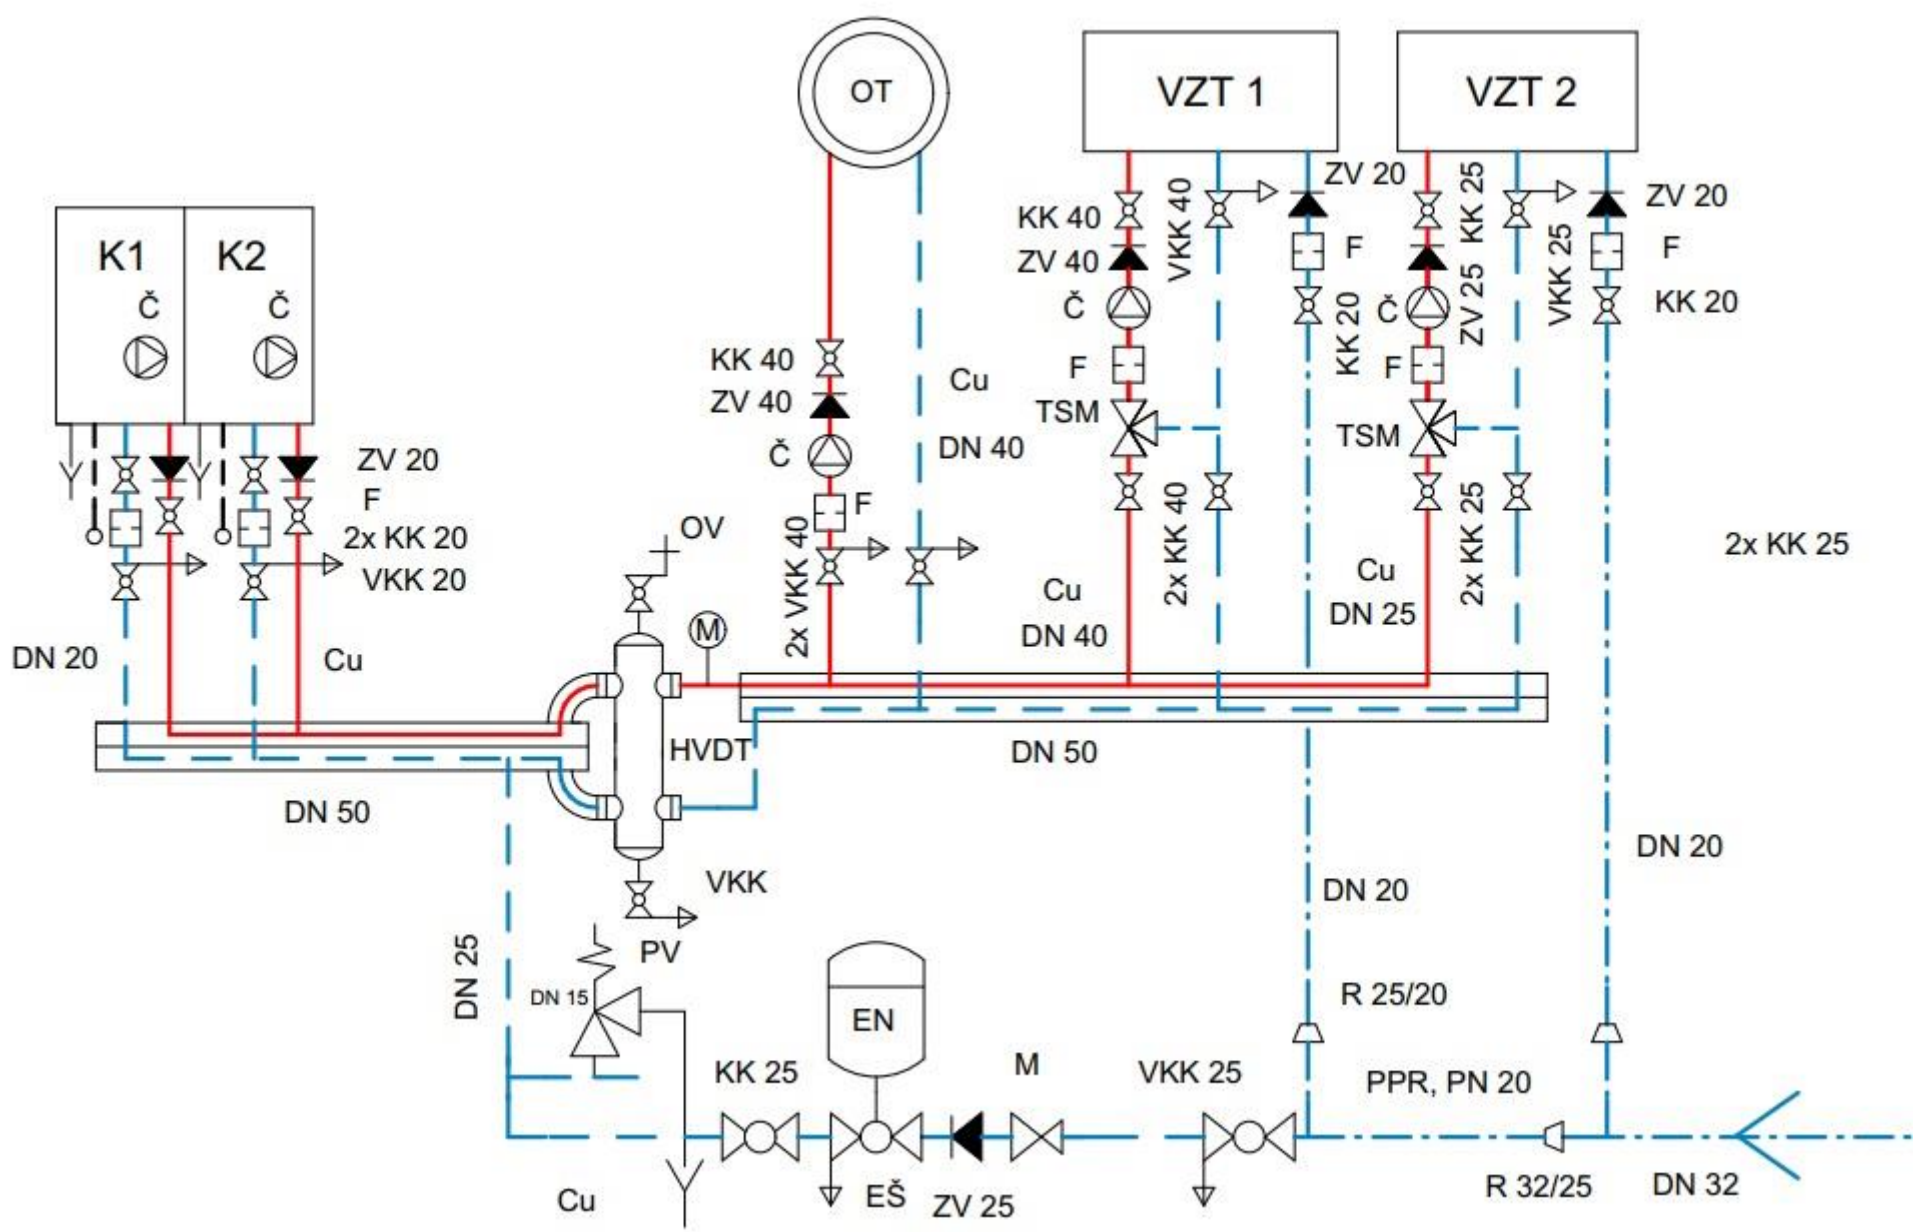 OT
VZT 1
VZT 2
K1
K2
Č
Č
ZV 20
F
2x KK 20
VKK 20
DN 20
Cu
DN 50
KK 40
ZV 40
Č
F
2x VKK 40
Cu
DN 40
OV
M
HVDT
VKK
KK 40
ZV 40
Č
F
TSM
VKK 40
2x KK 40
Cu
DN 40
ZV 20
F
KK 20
KK 25
ZV 25
Č
F
TSM
VKK 25
2x KK 25
Cu
DN 25
ZV 20
F
KK 20
2x KK 25
DN 50
DN 20
DN 20
DN 25
PV
DN 15
EN
KK 25
M
VKK 25
R 25/20
PPR, PN 20
Cu
EŠ
ZV 25
R 32/25
DN 32